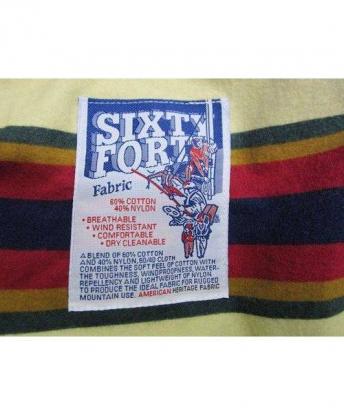 SIXTY
FORTY
Fabric
60% COTTON
40% NYLON
• BREATHABLE
• WIND RESISTANT
• COMFORTABLE
• DRY CLEANABLE
A BLEND OF 60% COTTON
AND 40% NYLON, 60/40 CLOTH
COMBINES THE SOFT FEEL OF COTTON WITH
THE TOUGHNESS, WINDPROOFNESS, WATER-
REPELLENCY AND LIGHTWEIGHT OF NYLON,
TO PRODUCE THE IDEAL FABRIC FOR RUGGED
MOUNTAIN USE. AMERICAN HERITAGE FABRIC